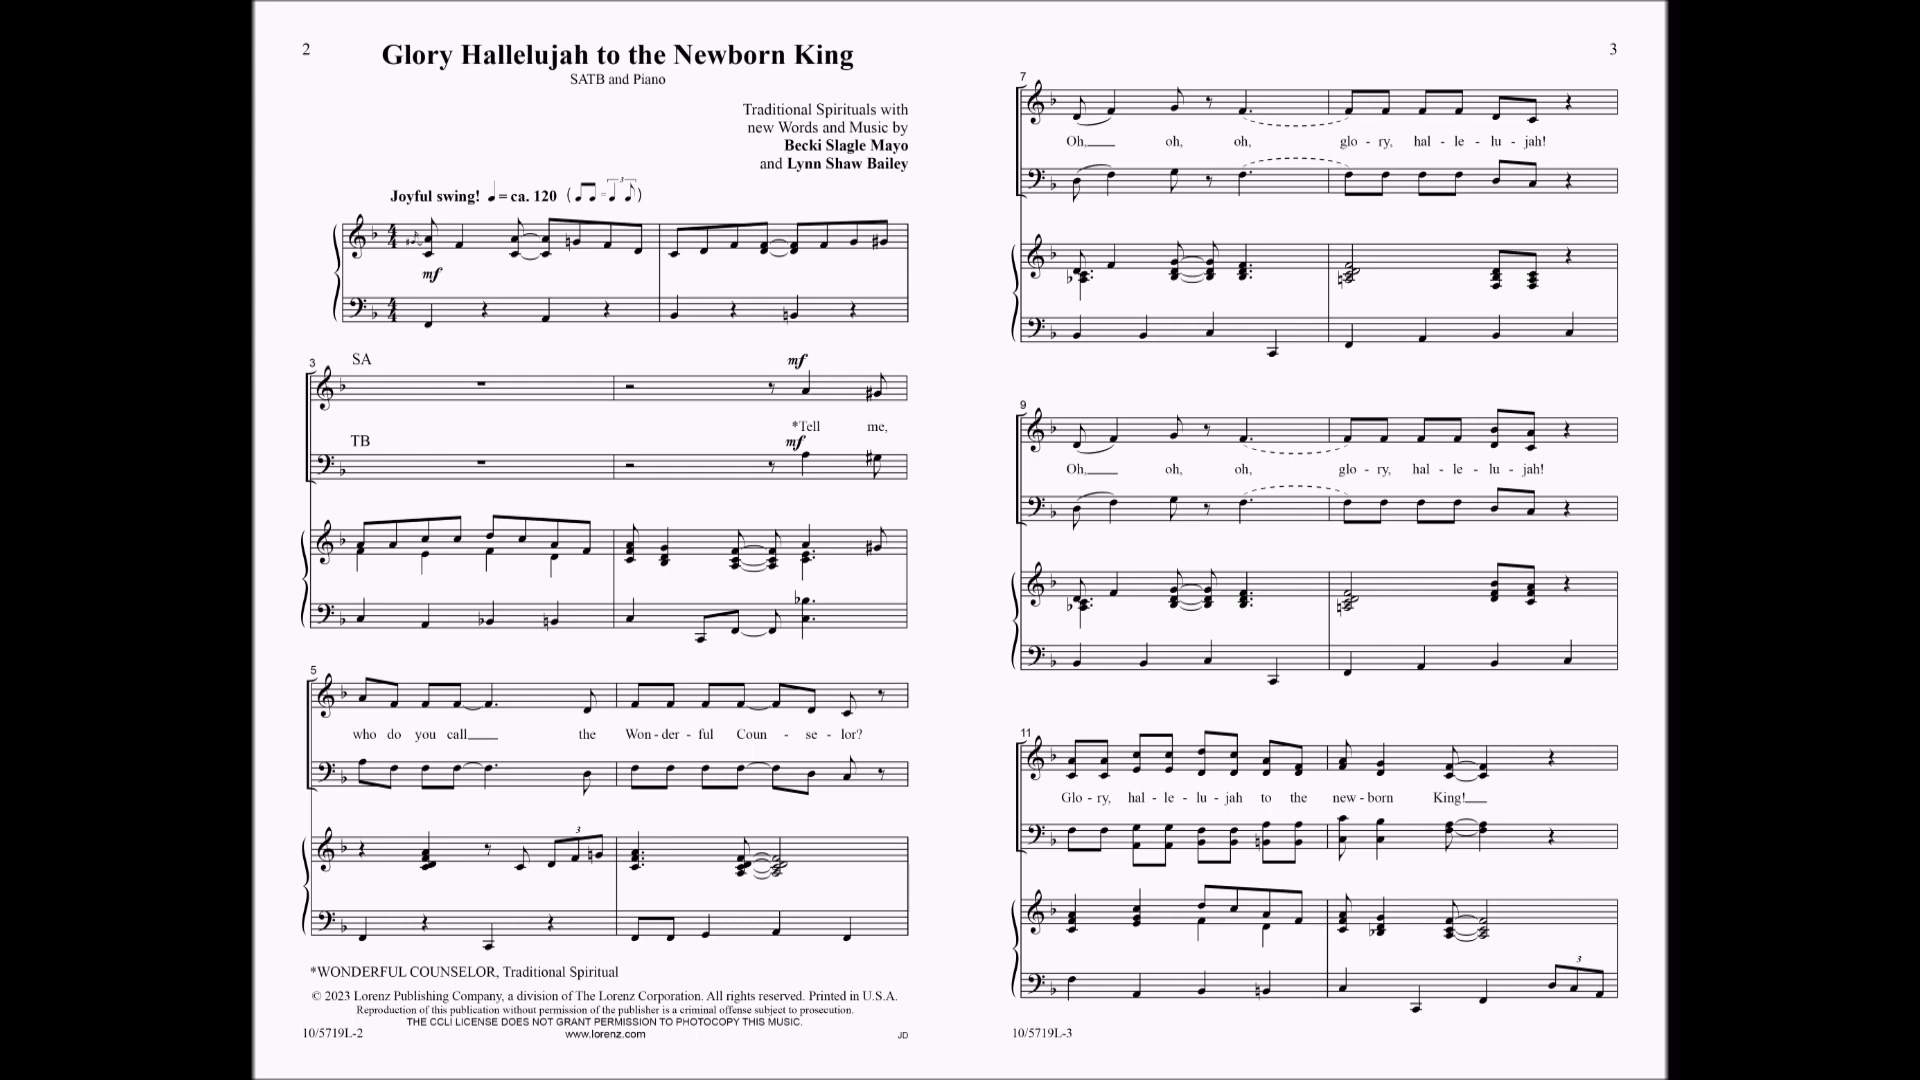 2
Glory Hallelujah to the Newborn King
SATB and Piano
Traditional Spirituals with
new Words and Music by
Becki Slagle Mayo
and Lynn Shaw Bailey
Joyful swing! ♩ = ca. 120 (♫ = 3)
mf
3
SA
mf
*Tell me,
TB
mf
5
who do you call the Won - der - ful Coun - se - lor?
3
*WONDERFUL COUNSELOR, Traditional Spiritual
© 2023 Lorenz Publishing Company, a division of The Lorenz Corporation. All rights reserved. Printed in U.S.A.
Reproduction of this publication without permission of the publisher is a criminal offense subject to prosecution.
THE CCLI LICENSE DOES NOT GRANT PERMISSION TO PHOTOCOPY THIS MUSIC.
www.lorenz.com
10/5719L-2
JD
3
7
Oh, oh, oh, glo - ry, hal - le - lu - jah!
9
Oh, oh, oh, glo - ry, hal - le - lu - jah!
11
Glo - ry, hal - le - lu - jah to the new - born King!
3
10/5719L-3